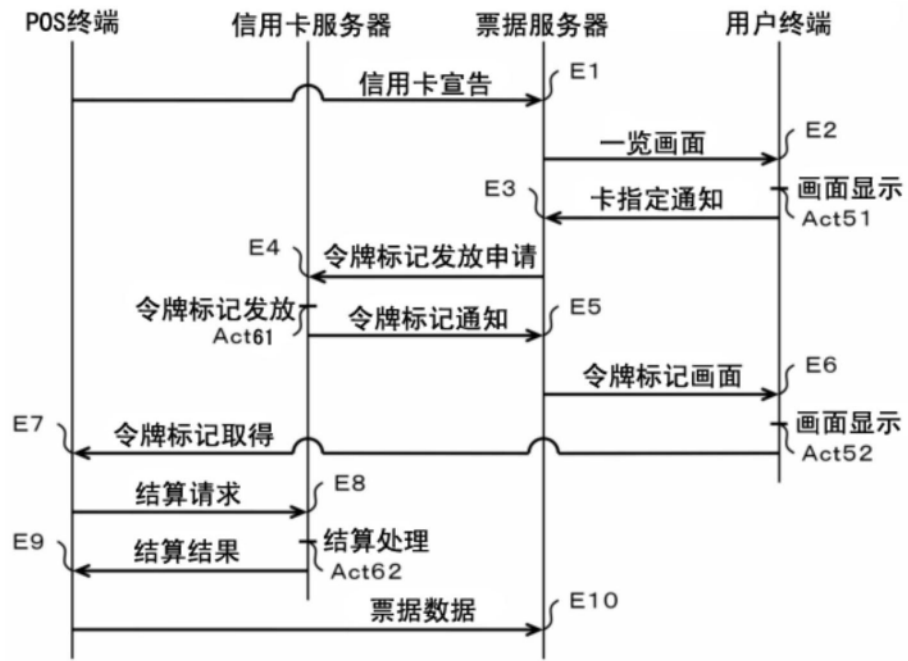 POS终端 信用卡服务器 票据服务器 用户终端
信用卡宣告 E1
一览画面 E2
E3 卡指定通知 画面显示
Act51
E4 令牌标记发放申请
令牌标记发放 令牌标记通知 E5
Act61
令牌标记画面 E6
E7 令牌标记取得 画面显示
Act52
结算请求 E8
E9 结算结果 结算处理
Act62
票据数据 E10